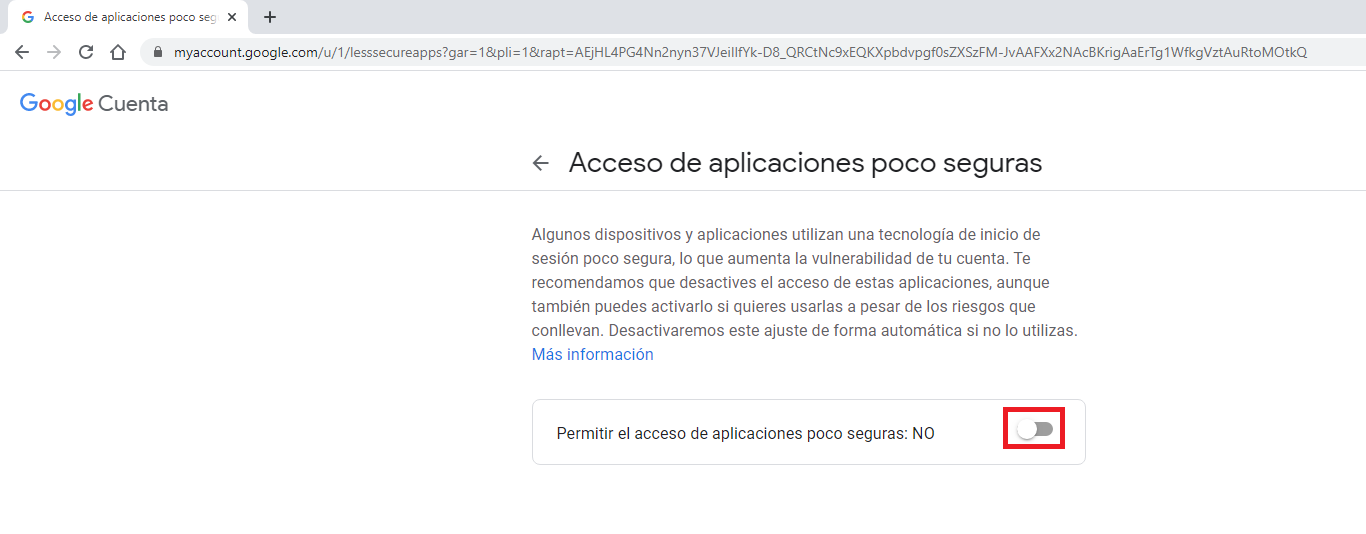 Acceso de aplicaciones poco seg
myaccount.google.com/u/1/lesssecureapps?gar=1&pli=1&rapt=AEjHL4PG4Nn2nyn37VJeiIlfYk-D8_QRCtNc9xEQKXpbdvpgf0sZXSzFM-JvAAFXx2NAcBKrigAaErTg1WfkgVztAuRtoMOtkQ
Google Cuenta
Acceso de aplicaciones poco seguras
Algunos dispositivos y aplicaciones utilizan una tecnología de inicio de
sesión poco segura, lo que aumenta la vulnerabilidad de tu cuenta. Te
recomendamos que desactives el acceso de estas aplicaciones, aunque
también puedes activarlo si quieres usarlas a pesar de los riesgos que
conllevan. Desactivaremos este ajuste de forma automática si no lo utilizas.
Más información
Permitir el acceso de aplicaciones poco seguras: NO